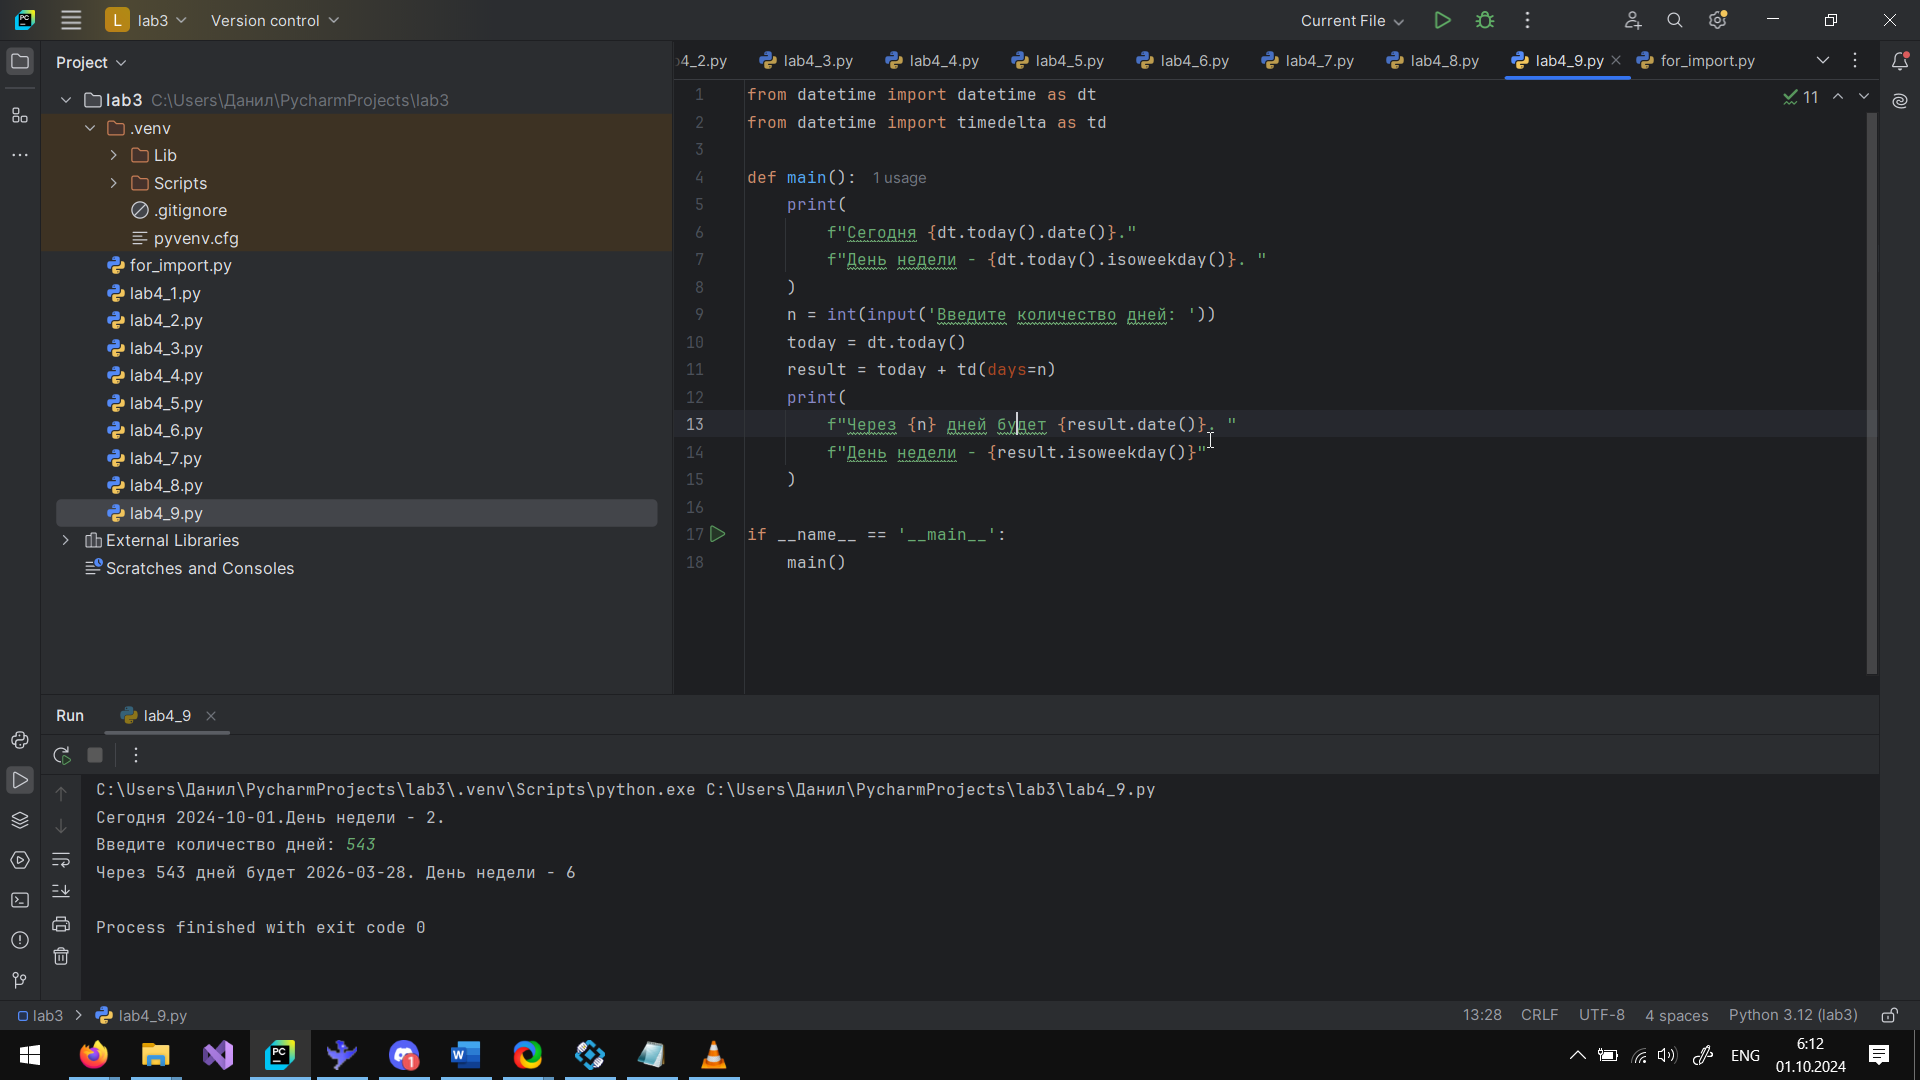 L lab3 Version control Current File
Project
lab3 C:\Users\Данил\PycharmProjects\lab3
.venv
Lib
Scripts
.gitignore
pyvenv.cfg
for_import.py
lab4_1.py
lab4_2.py
lab4_3.py
lab4_4.py
lab4_5.py
lab4_6.py
lab4_7.py
lab4_8.py
lab4_9.py
External Libraries
Scratches and Consoles
4_2.py lab4_3.py lab4_4.py lab4_5.py lab4_6.py lab4_7.py lab4_8.py lab4_9.py for_import.py
11
1 from datetime import datetime as dt
2 from datetime import timedelta as td
3
4 def main(): 1 usage
5 print(
6 f"Сегодня {dt.today().date()}."
7 f"День недели - {dt.today().isoweekday()}. "
8 )
9 n = int(input('Введите количество дней: '))
10 today = dt.today()
11 result = today + td(days=n)
12 print(
13 f"Через {n} дней будет {result.date()}. "
14 f"День недели - {result.isoweekday()}"
15 )
16
17 if __name__ == '__main__':
18 main()
Run lab4_9
C:\Users\Данил\PycharmProjects\lab3\.venv\Scripts\python.exe C:\Users\Данил\PycharmProjects\lab3\lab4_9.py
Сегодня 2024-10-01.День недели - 2.
Введите количество дней: 543
Через 543 дней будет 2026-03-28. День недели - 6
Process finished with exit code 0
lab3 > lab4_9.py 13:28 CRLF UTF-8 4 spaces Python 3.12 (lab3)
PC 1 W ENG 6:12
01.10.2024